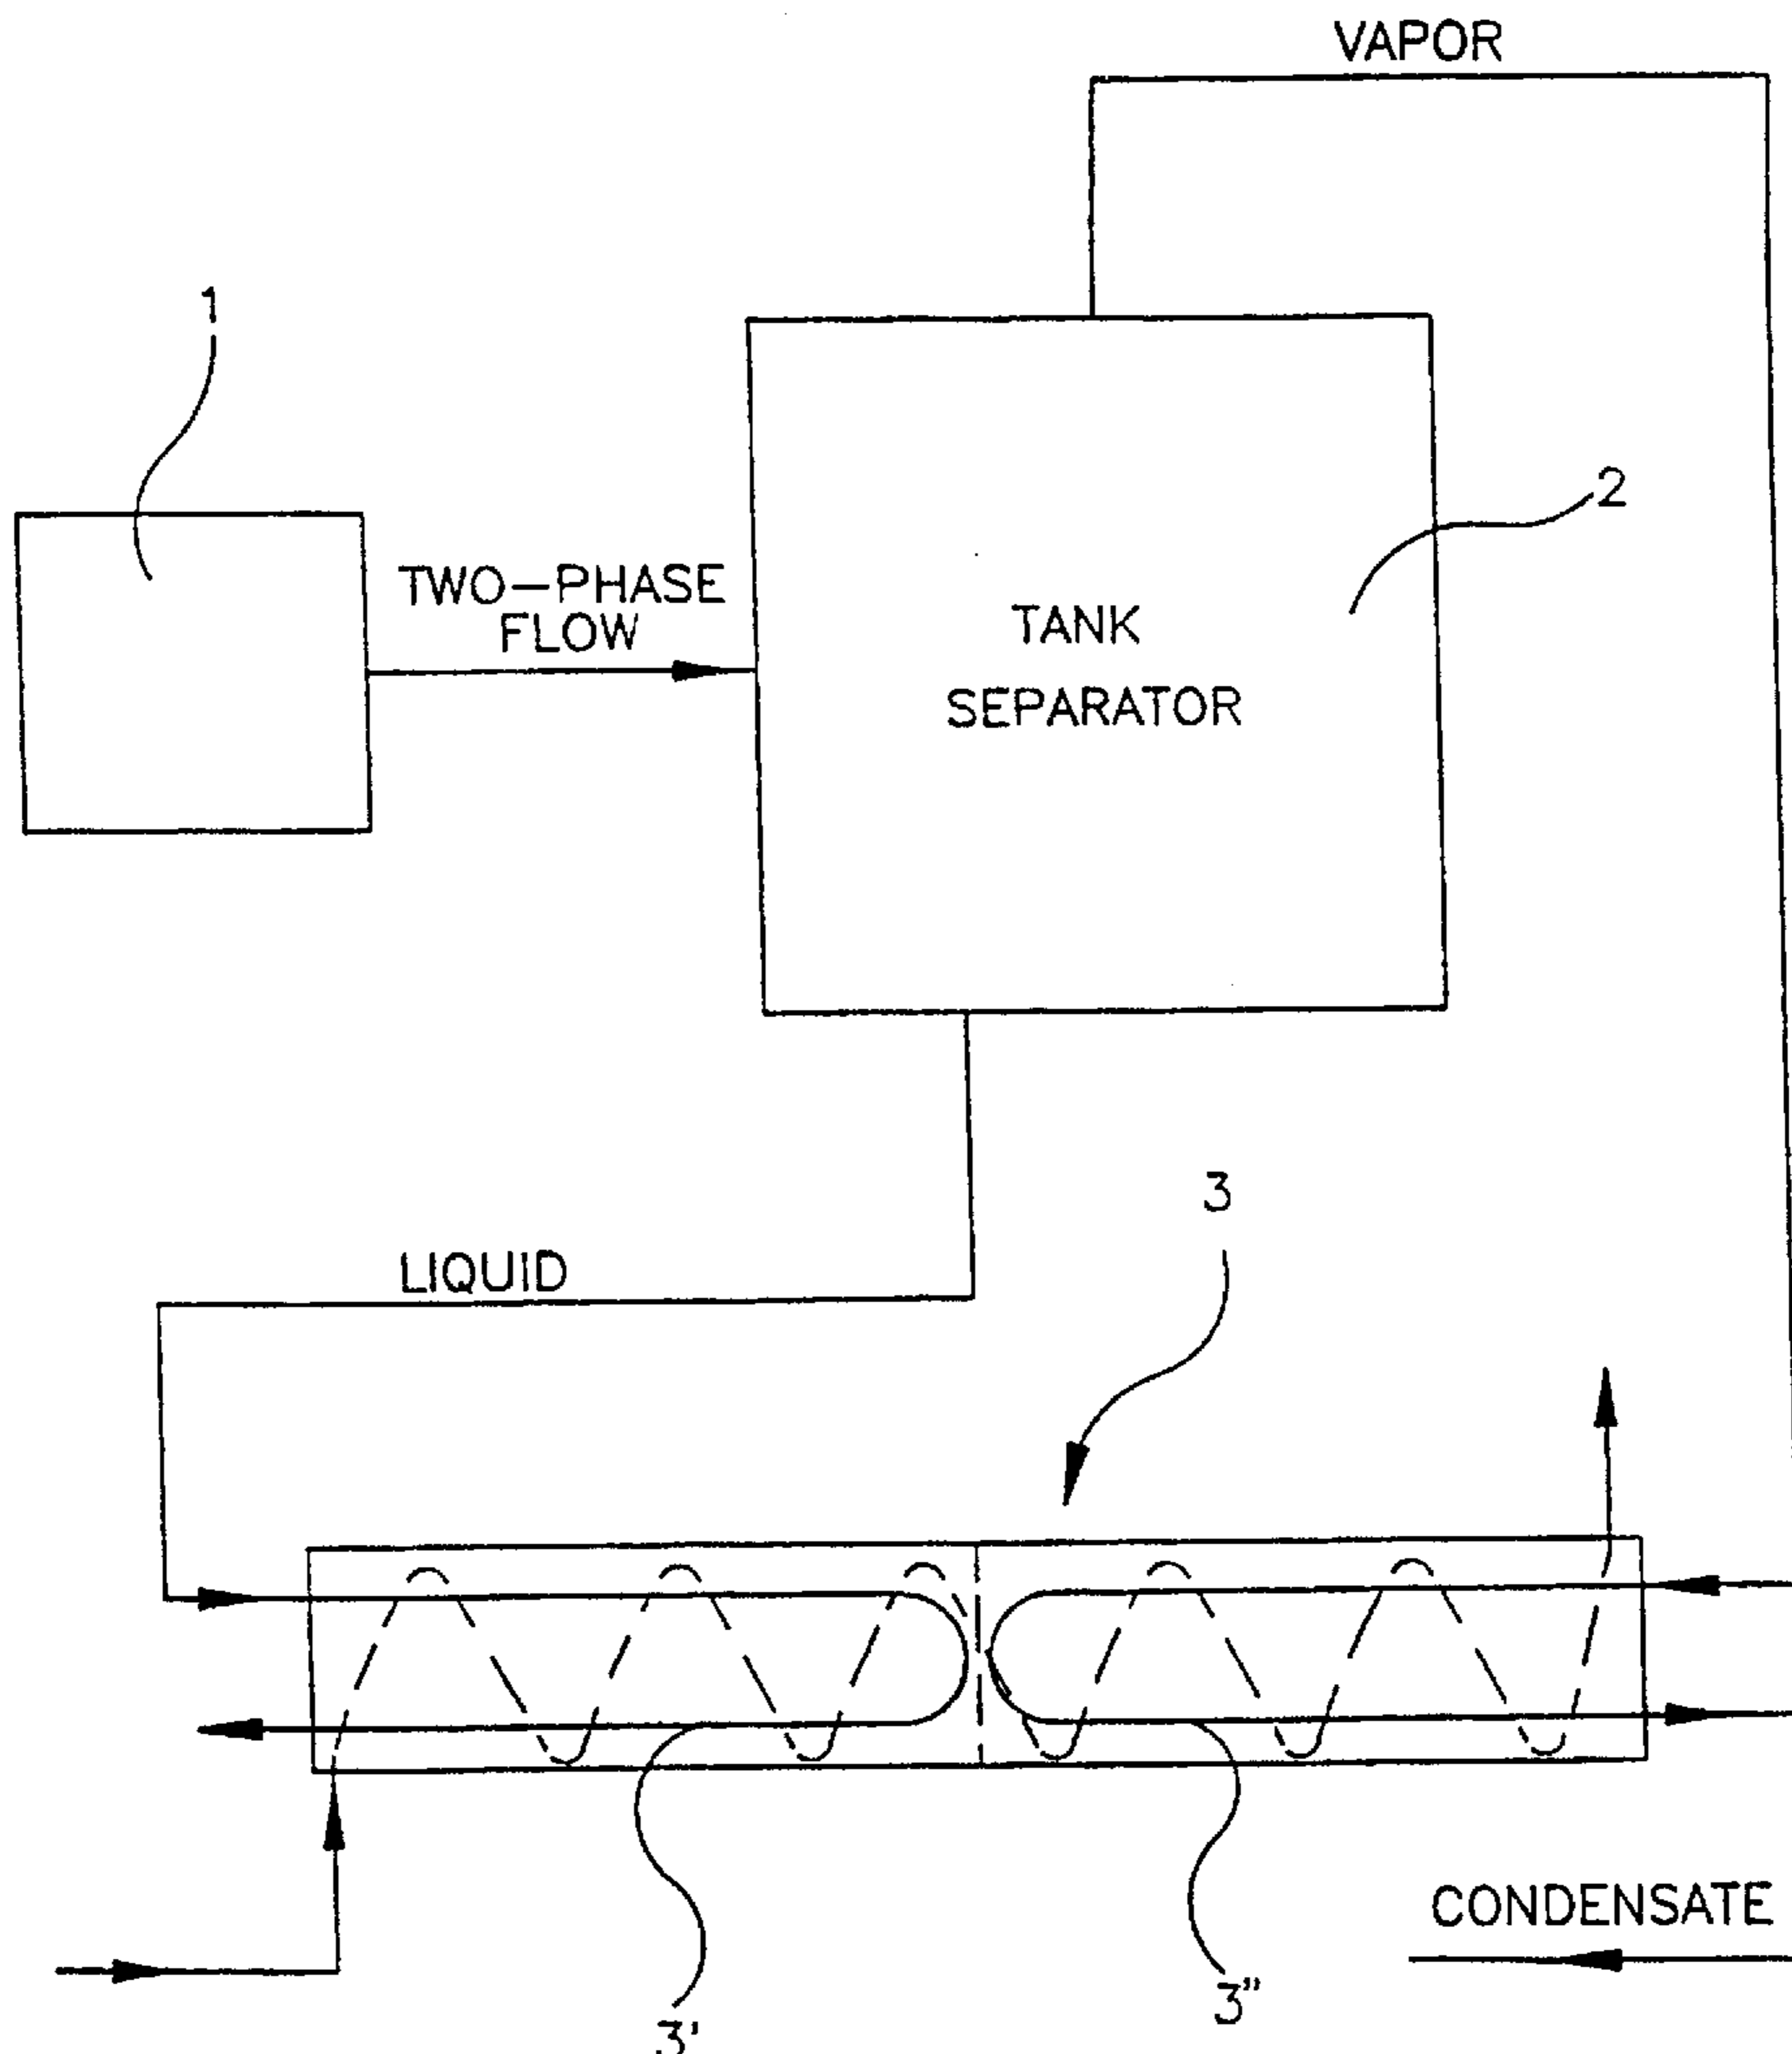 VAPOR
1
2
TWO-PHASE
FLOW
TANK
SEPARATOR
3
LIQUID
CONDENSATE
3"
3'